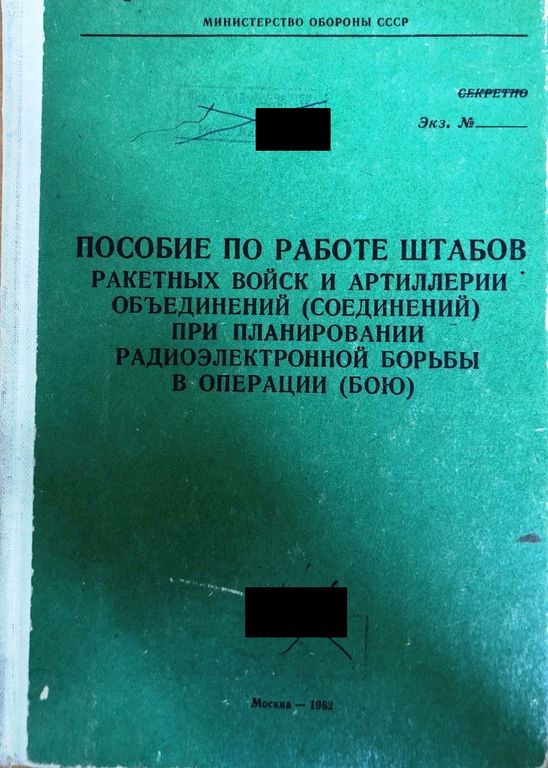 МИНИСТЕРСТВО ОБОРОНЫ СССР
СЕКРЕТНО
Экз. №
ПОСОБИЕ ПО РАБОТЕ ШТАБОВ
РАКЕТНЫХ ВОЙСК И АРТИЛЛЕРИИ
ОБЪЕДИНЕНИЙ (СОЕДИНЕНИЙ)
ПРИ ПЛАНИРОВАНИИ
РАДИОЭЛЕКТРОННОЙ БОРЬБЫ
В ОПЕРАЦИИ (БОЮ)
Москва — 1982